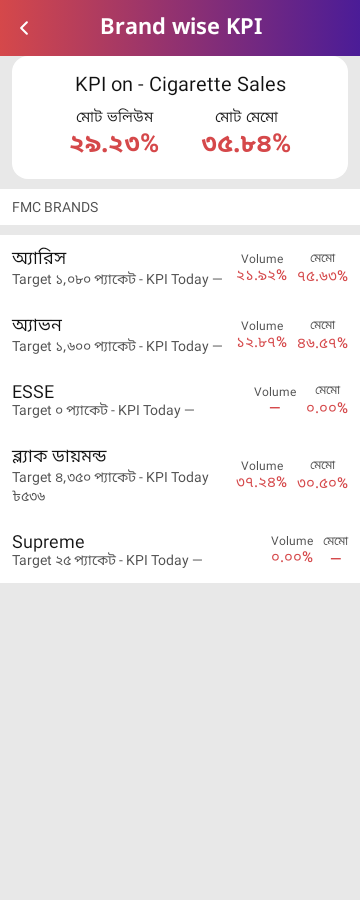 Brand wise KPI
KPI on - Cigarette Sales
মোট ভলিউম মোট মেমো
২৯.২৩% ৩৫.৮৪%
FMC BRANDS
অ্যারিস Volume মেমো
Target ১,০৮০ প্যাকেট - KPI Today — ২১.৯২% ৭৫.৬৩%
অ্যাভন Volume মেমো
Target ১,৬০০ প্যাকেট - KPI Today — ১২.৮৭% ৪৬.৫৭%
ESSE Volume মেমো
Target ০ প্যাকেট - KPI Today — — ০.০০%
ব্ল্যাক ডায়মন্ড Volume মেমো
Target ৪,৩৫০ প্যাকেট - KPI Today ৩৭.২৪% ৩০.৫০%
৮৫৩৬
Supreme Volume মেমো
Target ২৫ প্যাকেট - KPI Today — ০.০০% —